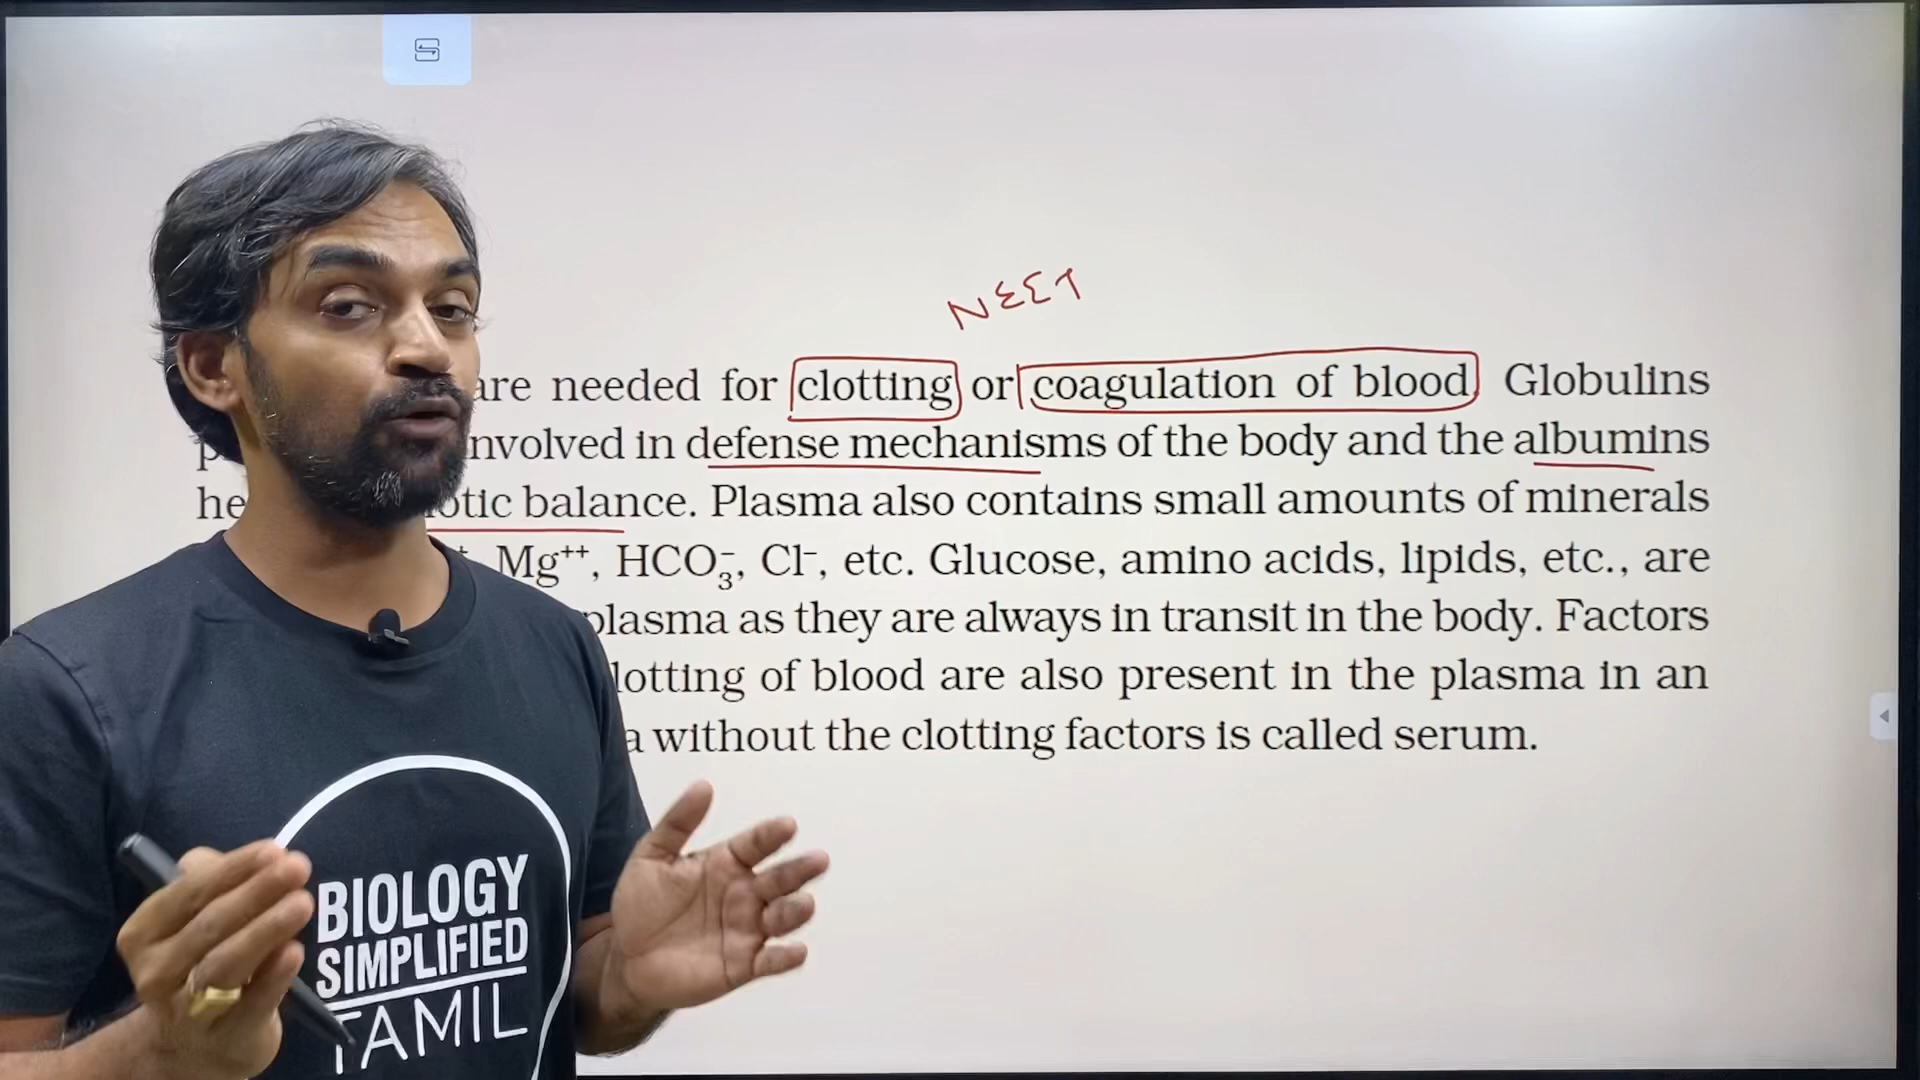 NEET
are needed for clotting or coagulation of blood. Globulins
involved in defense mechanisms of the body and the albumins
otic balance. Plasma also contains small amounts of minerals
Mg⁺⁺, HCO₃⁻, Cl⁻, etc. Glucose, amino acids, lipids, etc., are
plasma as they are always in transit in the body. Factors
lotting of blood are also present in the plasma in an
a without the clotting factors is called serum.
BIOLOGY
SIMPLIFIED
TAMIL